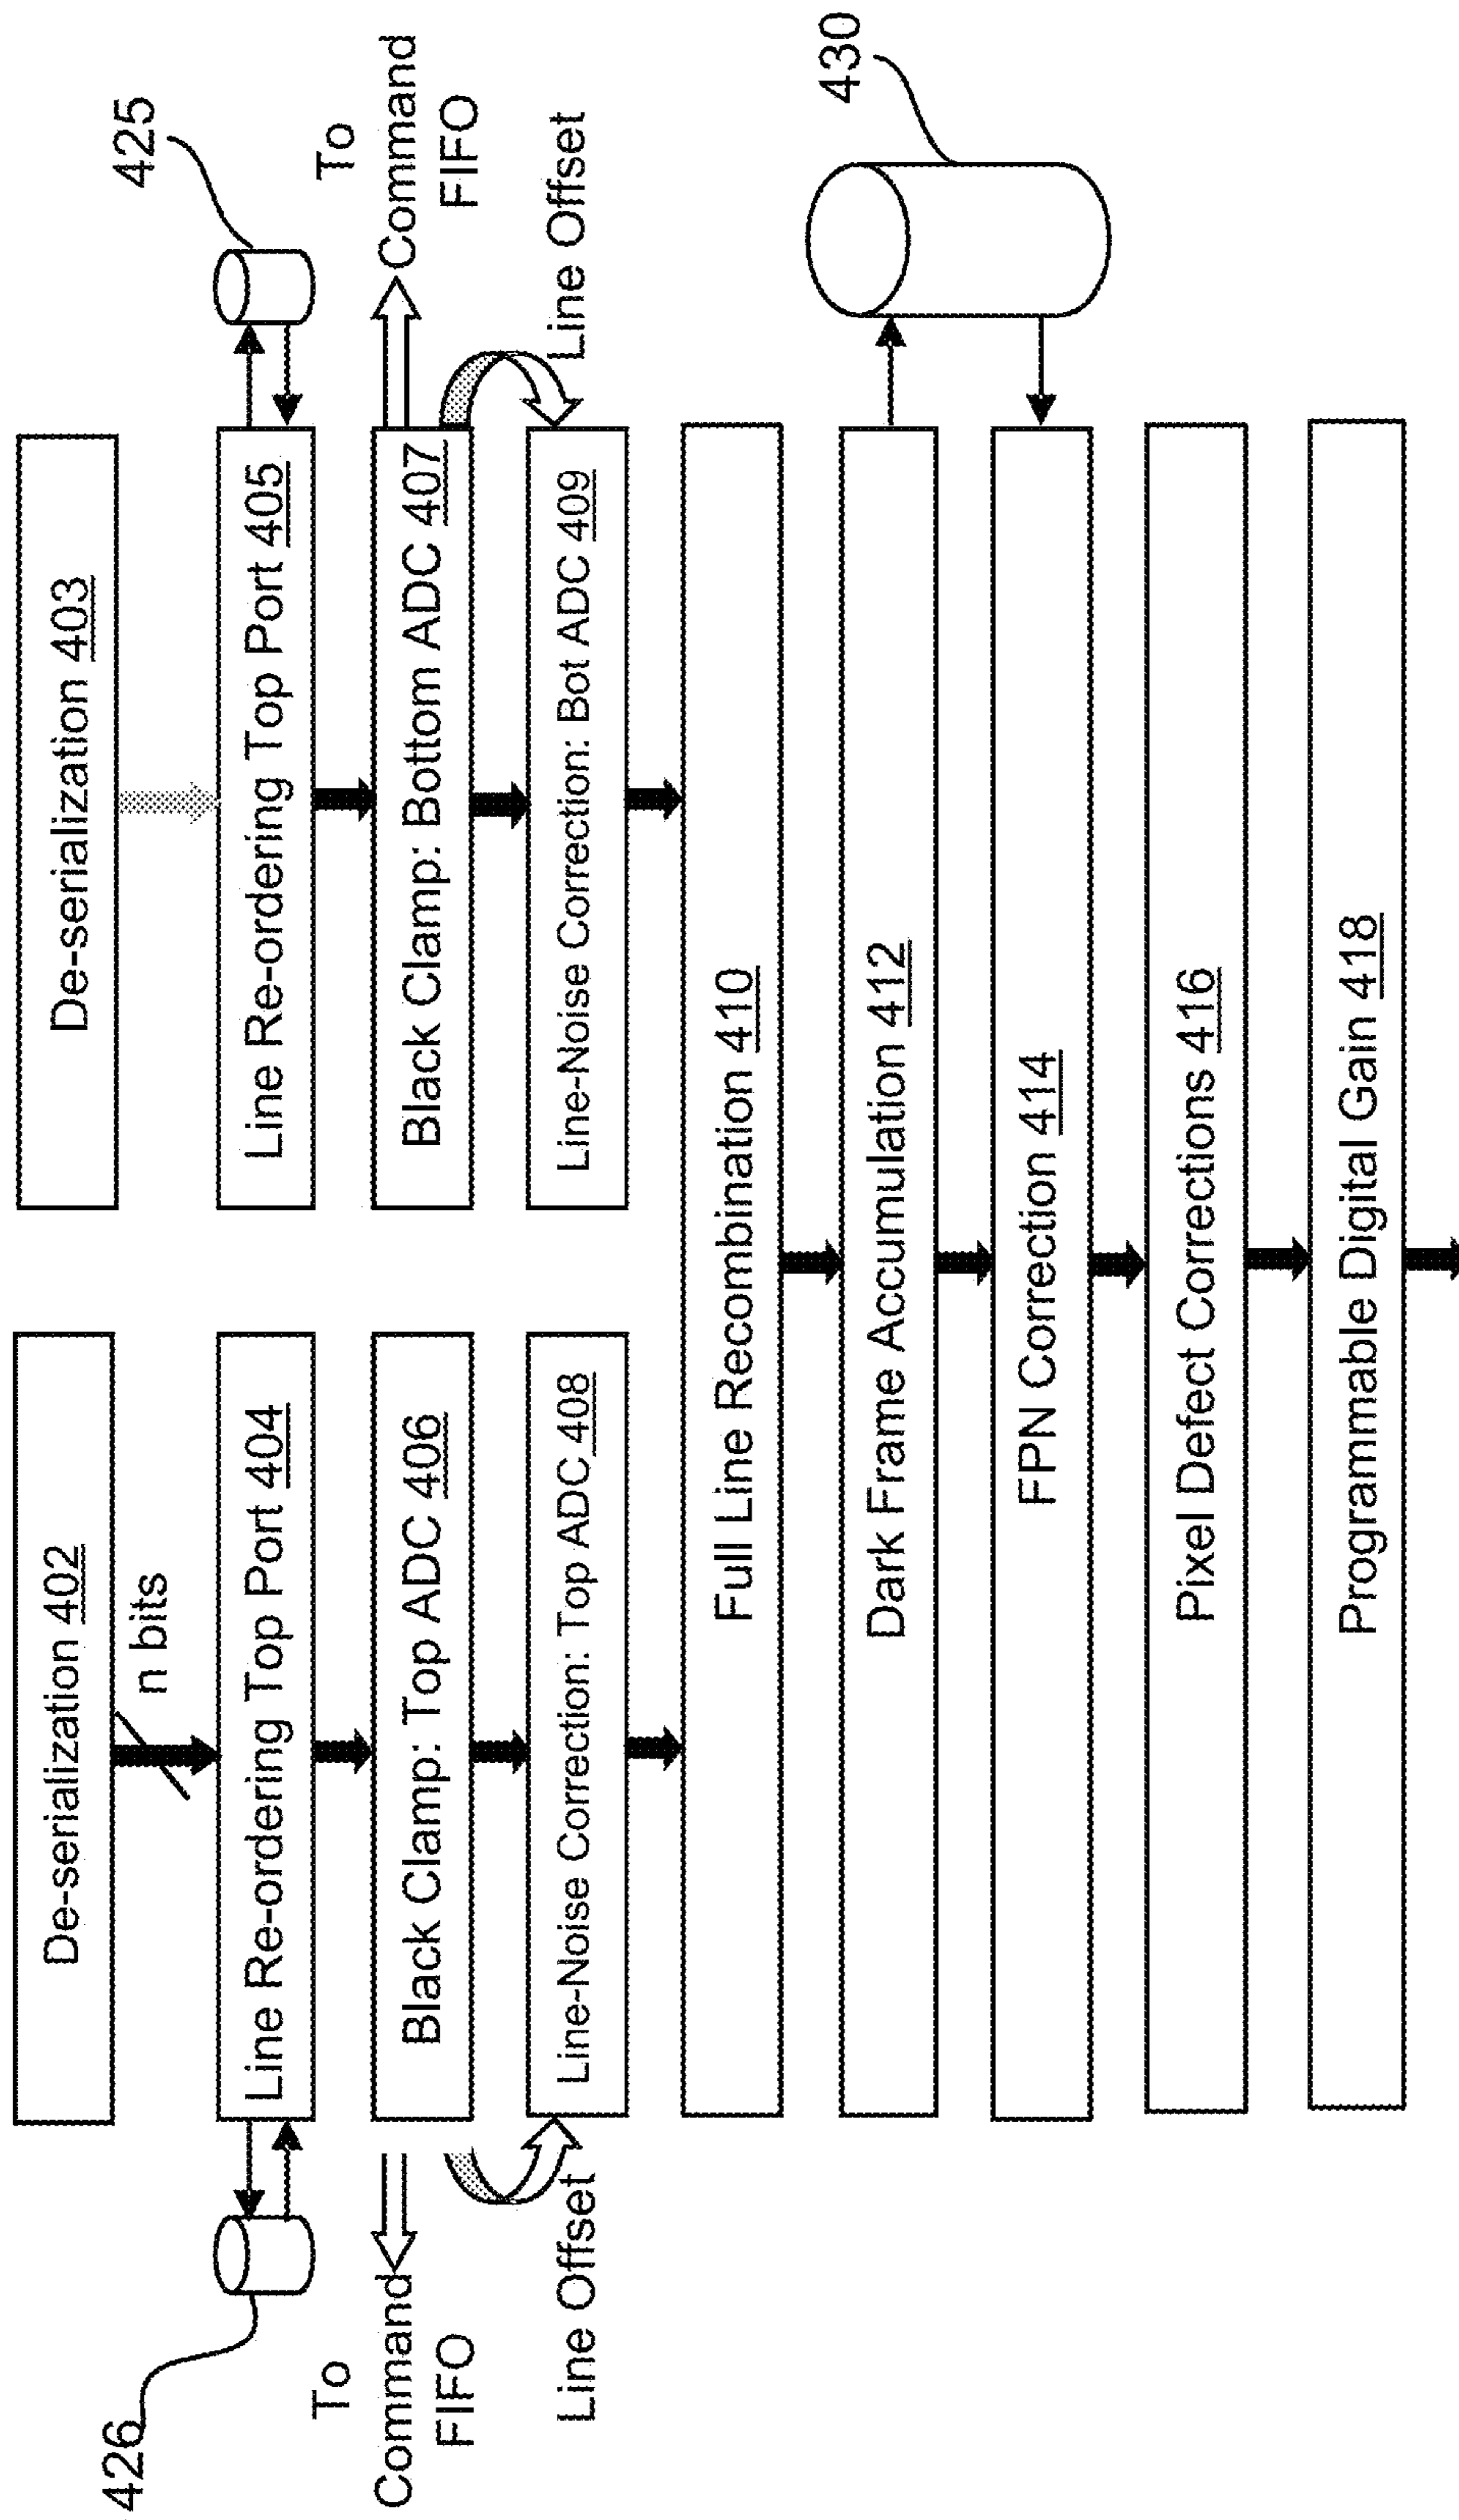 De-serialization 402
De-serialization 403
n bits
426
425
Line Re-ordering Top Port 404
Line Re-ordering Top Port 405
To
Command
FIFO
To
Command
FIFO
Black Clamp: Top ADC 406
Black Clamp: Bottom ADC 407
Line Offset
Line Offset
Line-Noise Correction: Top ADC 408
Line-Noise Correction: Bot ADC 409
Full Line Recombination 410
430
Dark Frame Accumulation 412
FPN Correction 414
Pixel Defect Corrections 416
Programmable Digital Gain 418